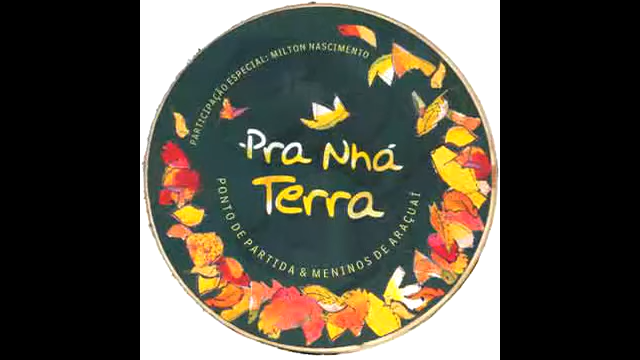 PARTICIPAÇÃO ESPECIAL: MILTON NASCIMENTO
Pra Nhá
Terra
PONTO DE PARTIDA & MENINOS DE ARAÇUAÍ